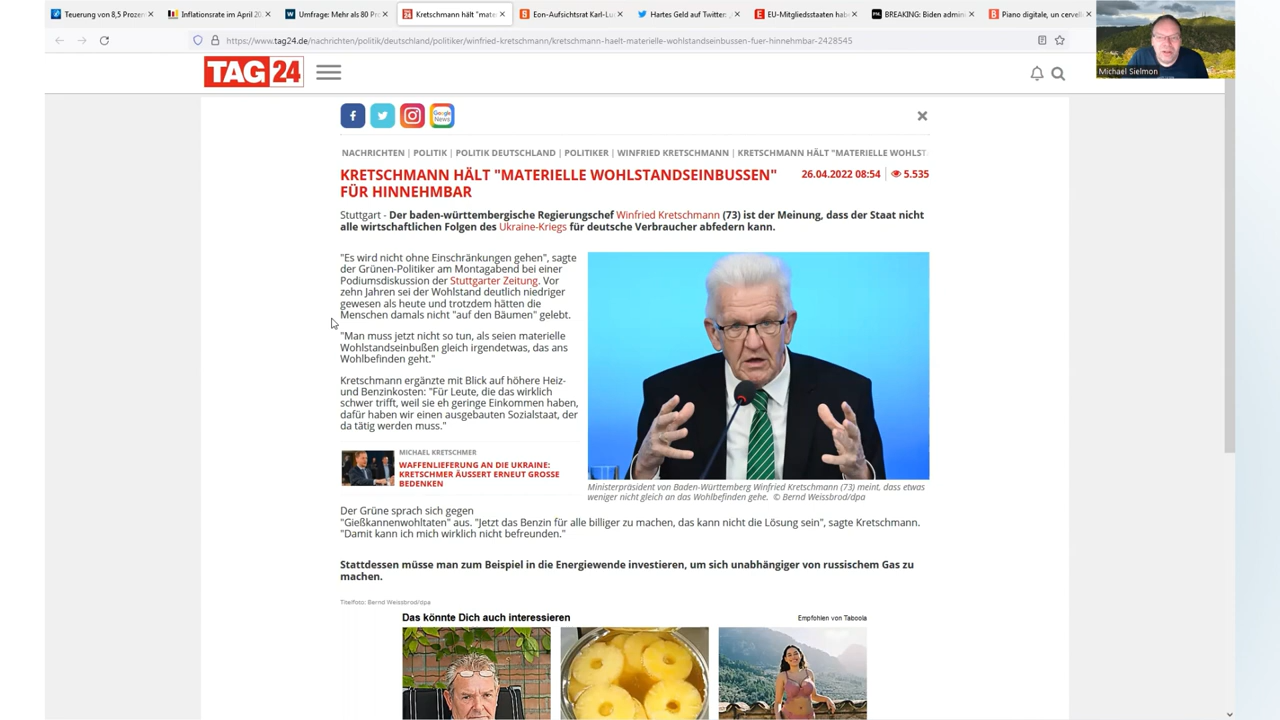 Teuerung von 8,5 Prozen
Inflationsrate im April 20
Umfrage: Mehr als 80 Pr
Kretschmann hält "mate
Eon-Aufsichtsrat Karl-Lu
Hartes Geld auf Twitter:
EU-Mitgliedsstaaten hab
BREAKING: Biden admin
Piano digitale, un cervel
https://www.tag24.de/nachrichten/politik/deutschland/politiker/winfried-kretschmann/kretschmann-haelt-materielle-wohlstandseinbussen-fuer-hinnehmbar-2428545
Michael Sielmon
TAG24
Google News
NACHRICHTEN | POLITIK | POLITIK DEUTSCHLAND | POLITIKER | WINFRIED KRETSCHMANN | KRETSCHMANN HÄLT "MATERIELLE WOHLST
KRETSCHMANN HÄLT "MATERIELLE WOHLSTANDSEINBUSSEN"
FÜR HINNEHMBAR
26.04.2022 08:54 | 5.535
Stuttgart - Der baden-württembergische Regierungschef Winfried Kretschmann (73) ist der Meinung, dass der Staat nicht
alle wirtschaftlichen Folgen des Ukraine-Kriegs für deutsche Verbraucher abfedern kann.
"Es wird nicht ohne Einschränkungen gehen", sagte
der Grünen-Politiker am Montagabend bei einer
Podiumsdiskussion der Stuttgarter Zeitung. Vor
zehn Jahren sei der Wohlstand deutlich niedriger
gewesen als heute und trotzdem hätten die
Menschen damals nicht "auf den Bäumen" gelebt.
"Man muss jetzt nicht so tun, als seien materielle
Wohlstandseinbußen gleich irgendetwas, das ans
Wohlbefinden geht."
Kretschmann ergänzte mit Blick auf höhere Heiz-
und Benzinkosten: "Für Leute, die das wirklich
schwer trifft, weil sie eh geringe Einkommen haben,
dafür haben wir einen ausgebauten Sozialstaat, der
da tätig werden muss."
MICHAEL KRETSCHMER
WAFFENLIEFERUNG AN DIE UKRAINE:
KRETSCHMER ÄUSSERT ERNEUT GROSSE
BEDENKEN
Ministerpräsident von Baden-Württemberg Winfried Kretschmann (73) meint, dass etwas
weniger nicht gleich an das Wohlbefinden gehe. © Bernd Weissbrod/dpa
Der Grüne sprach sich gegen
"Gießkannenwohltaten" aus. "Jetzt das Benzin für alle billiger zu machen, das kann nicht die Lösung sein", sagte Kretschmann.
"Damit kann ich mich wirklich nicht befreunden."
Stattdessen müsse man zum Beispiel in die Energiewende investieren, um sich unabhängiger von russischem Gas zu
machen.
Titelfoto: Bernd Weissbrod/dpa
Das könnte Dich auch interessieren
Empfohlen von Taboola